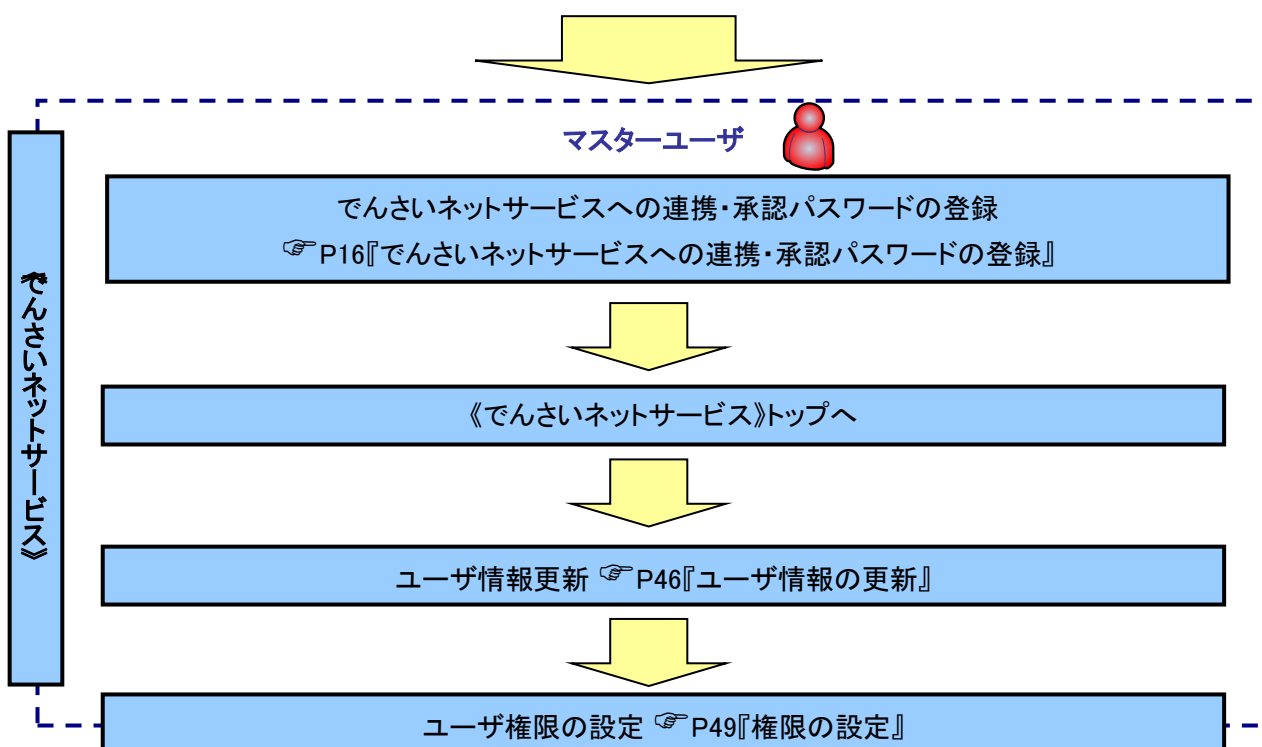 マスターユーザ
でんさいネットサービスへの連携・承認パスワードの登録
☞P16『でんさいネットサービスへの連携・承認パスワードの登録』
《でんさいネットサービス》
《でんさいネットサービス》トップへ
ユーザ情報更新 ☞P46『ユーザ情報の更新』
ユーザ権限の設定 ☞P49『権限の設定』